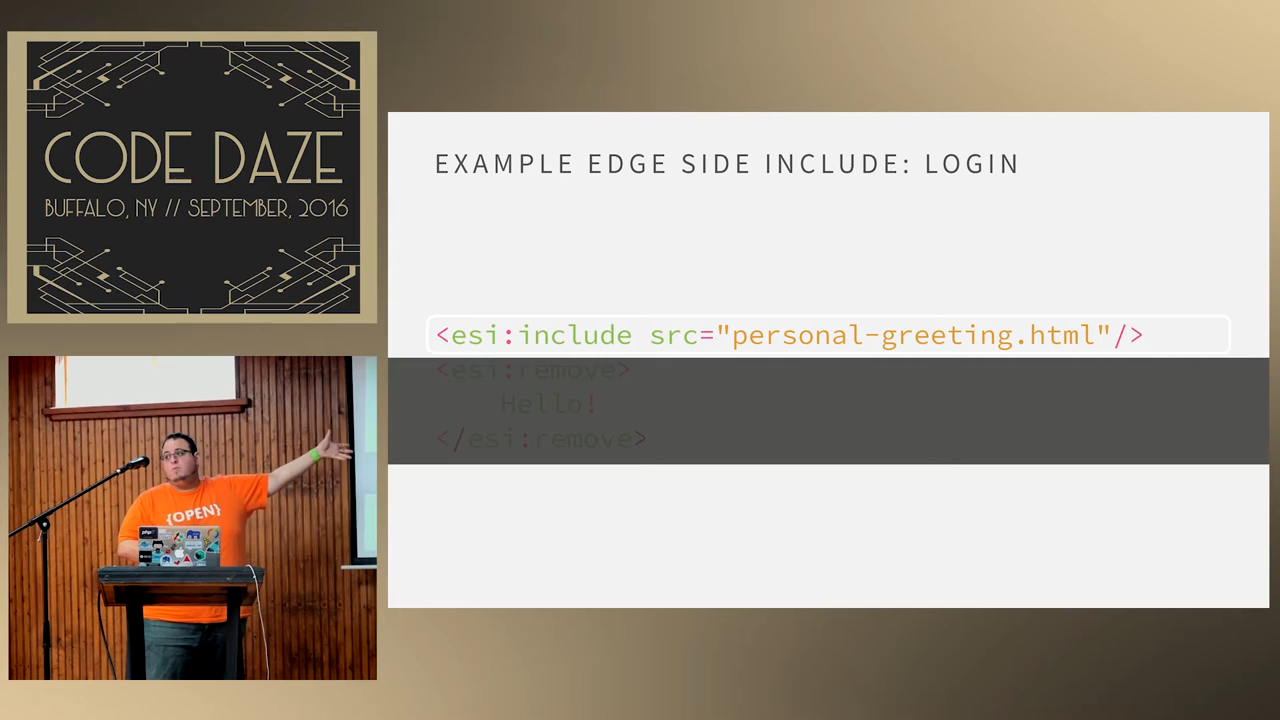 CODE DAZE
BUFFALO, NY // SEPTEMBER, 2016
EXAMPLE EDGE SIDE INCLUDE: LOGIN
<esi:include src="personal-greeting.html"/>
<esi:remove>
Hello!
</esi:remove>
{OPEN}
php